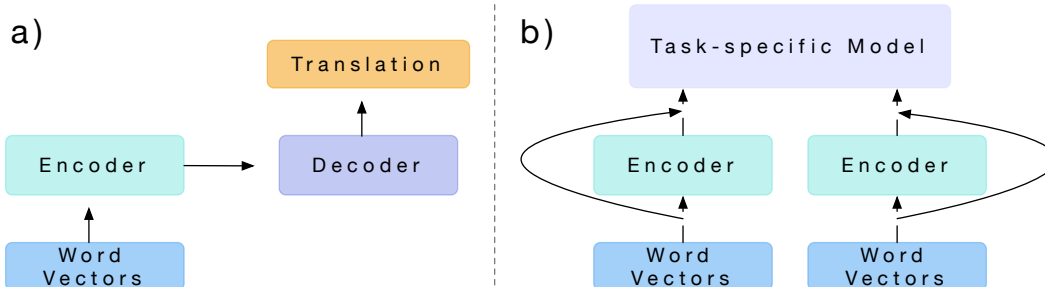 a)
Translation
Encoder
Decoder
Word
Vectors
b)
Task-specific Model
Encoder
Encoder
Word
Vectors
Word
Vectors